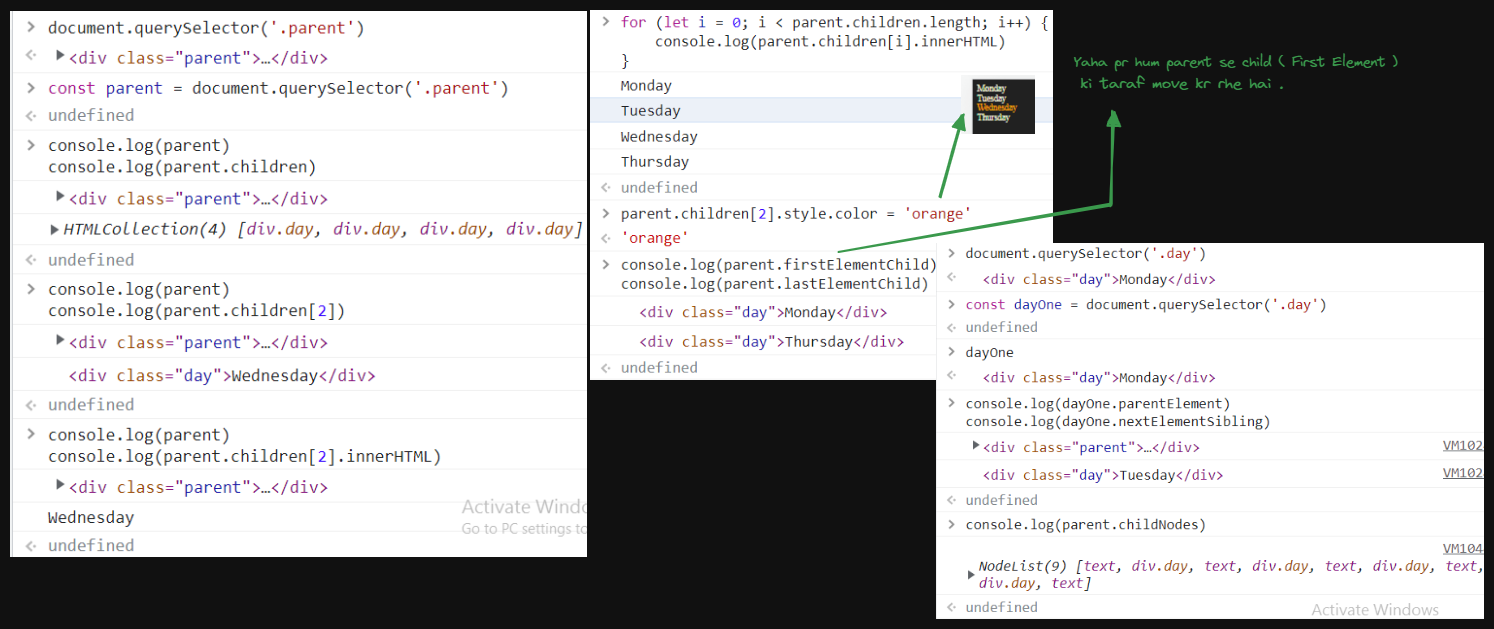 document.querySelector('.parent')
<div class="parent">…</div>
const parent = document.querySelector('.parent')
undefined
console.log(parent)
console.log(parent.children)
<div class="parent">…</div>
HTMLCollection(4) [div.day, div.day, div.day, div.day]
undefined
console.log(parent)
console.log(parent.children[2])
<div class="parent">…</div>
<div class="day">Wednesday</div>
undefined
console.log(parent)
console.log(parent.children[2].innerHTML)
<div class="parent">…</div>
Wednesday
undefined
Activate Windo
Go to PC settings to
for (let i = 0; i < parent.children.length; i++) {
console.log(parent.children[i].innerHTML)
}
Monday
Tuesday
Wednesday
Thursday
undefined
parent.children[2].style.color = 'orange'
'orange'
console.log(parent.firstElementChild)
console.log(parent.lastElementChild)
<div class="day">Monday</div>
<div class="day">Thursday</div>
undefined
Monday
Tuesday
Wednesday
Thursday
Yaha pr hum parent se child ( First Element )
ki taraf move kr rhe hai .
document.querySelector('.day')
<div class="day">Monday</div>
const dayOne = document.querySelector('.day')
undefined
dayOne
<div class="day">Monday</div>
console.log(dayOne.parentElement)
console.log(dayOne.nextElementSibling)
<div class="parent">…</div> VM102
<div class="day">Tuesday</div> VM102
undefined
console.log(parent.childNodes)
VM104
NodeList(9) [text, div.day, text, div.day, text, div.day, text,
div.day, text]
undefined
Activate Windows